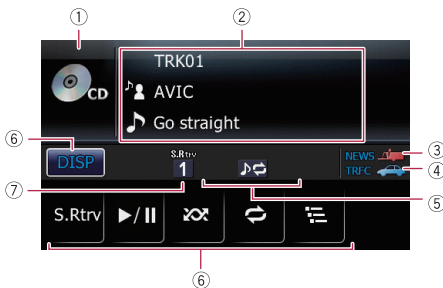 ① ②
TRK01
CD
AVIC
Go straight
⑥ ③
DISP S.Rtrv 1 NEWS
TRFC ④
⑦ ⑤
S.Rtrv ►/II
⑥